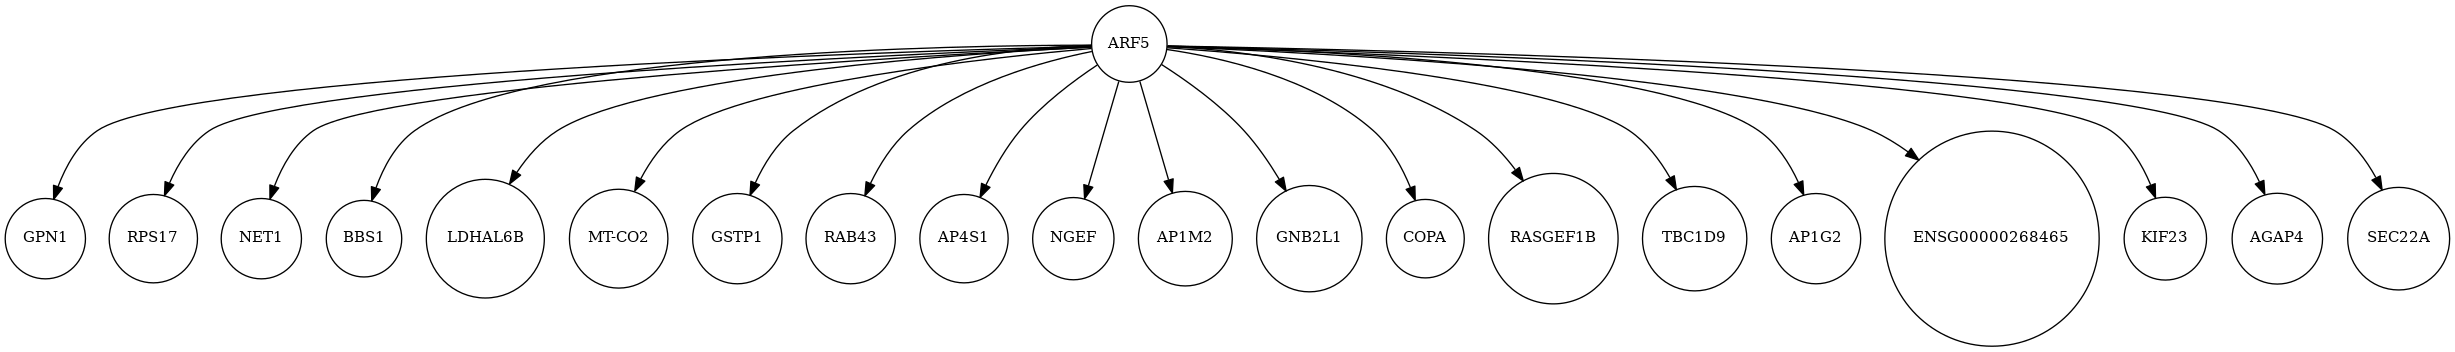 ARF5
GPN1
RPS17
NET1
BBS1
LDHAL6B
MT-CO2
GSTP1
RAB43
AP4S1
NGEF
AP1M2
GNB2L1
COPA
RASGEF1B
TBC1D9
AP1G2
ENSG00000268465
KIF23
AGAP4
SEC22A